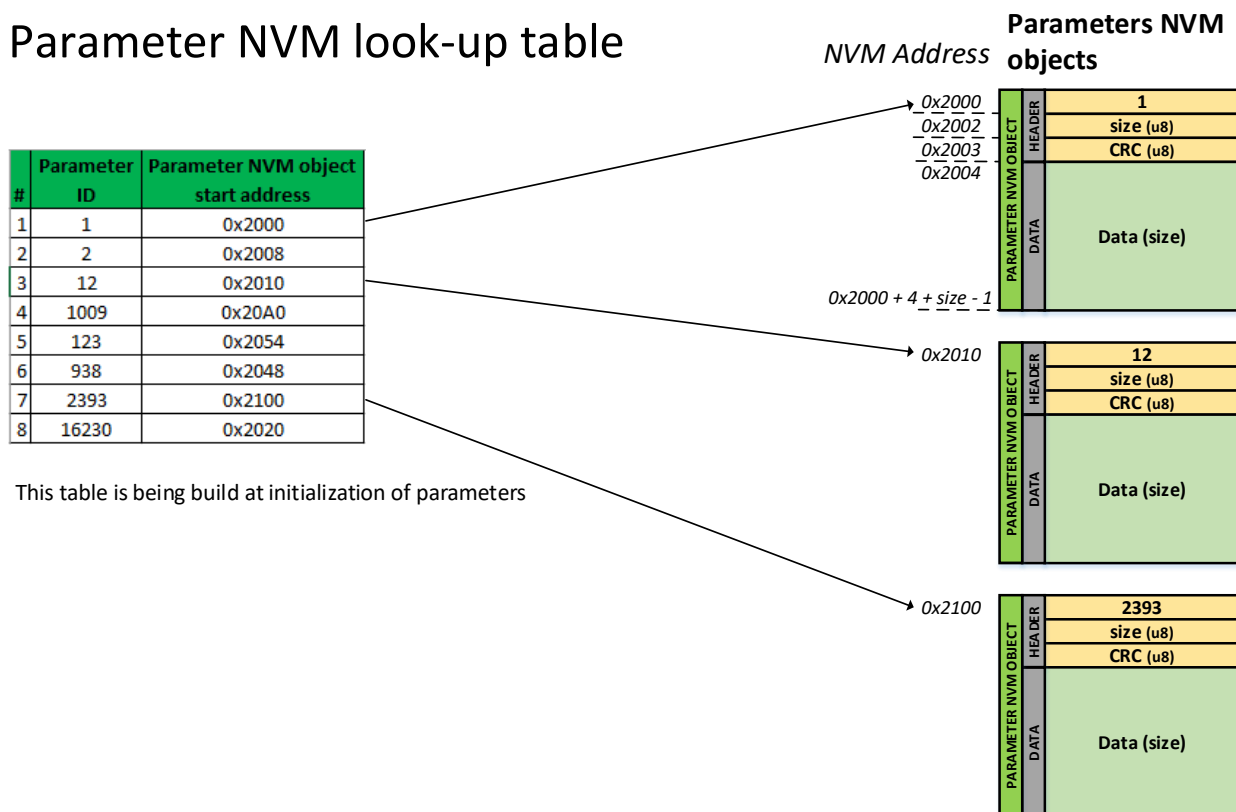 Parameter NVM look-up table
Parameters NVM
objects
NVM Address
# Parameter ID Parameter NVM object start address
1 1 0x2000
2 2 0x2008
3 12 0x2010
4 1009 0x20A0
5 123 0x2054
6 938 0x2048
7 2393 0x2100
8 16230 0x2020
This table is being build at initialization of parameters
0x2000
0x2002
0x2003
0x2004
0x2000 + 4 + size - 1
PARAMETER NVM OBJECT
HEADER
1
size (u8)
CRC (u8)
DATA
Data (size)
0x2010
PARAMETER NVM OBJECT
HEADER
12
size (u8)
CRC (u8)
DATA
Data (size)
0x2100
PARAMETER NVM OBJECT
HEADER
2393
size (u8)
CRC (u8)
DATA
Data (size)